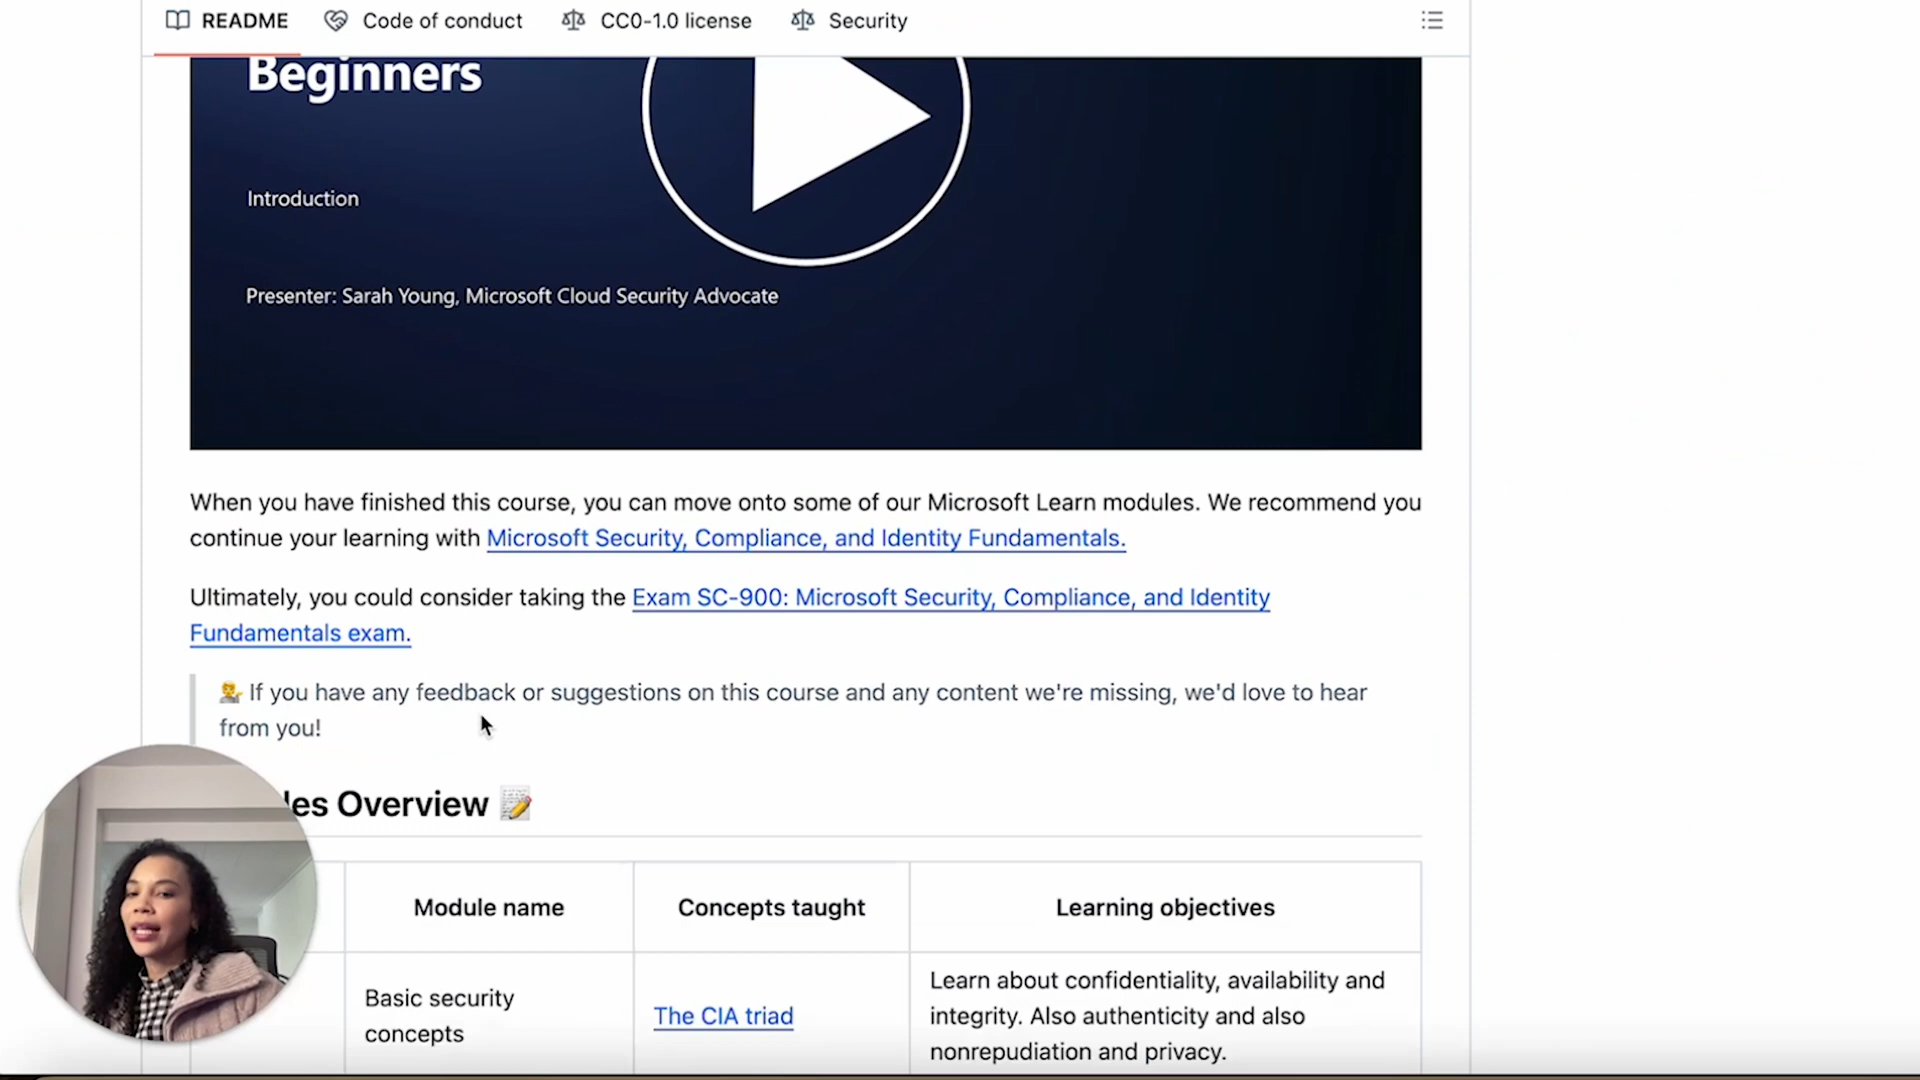 README Code of conduct CC0-1.0 license Security
Beginners
Introduction
Presenter: Sarah Young, Microsoft Cloud Security Advocate
When you have finished this course, you can move onto some of our Microsoft Learn modules. We recommend you
continue your learning with Microsoft Security, Compliance, and Identity Fundamentals.
Ultimately, you could consider taking the Exam SC-900: Microsoft Security, Compliance, and Identity
Fundamentals exam.
If you have any feedback or suggestions on this course and any content we're missing, we'd love to hear
from you!
les Overview
Module name Concepts taught Learning objectives
Basic security
concepts
The CIA triad
Learn about confidentiality, availability and
integrity. Also authenticity and also
nonrepudiation and privacy.